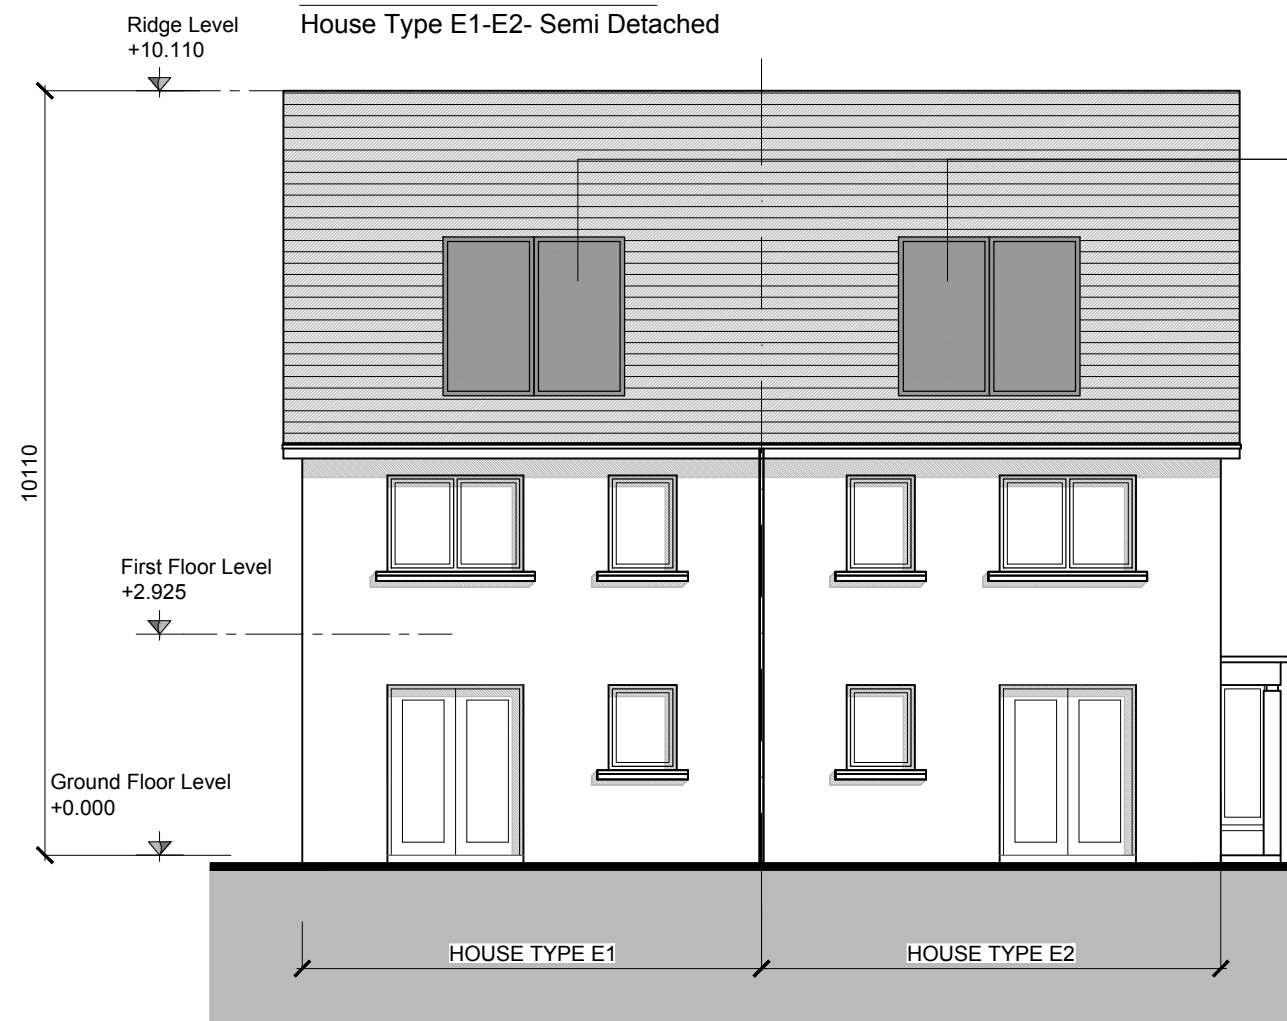 House Type E1-E2- Semi Detached
Ridge Level
+10.110
10110
First Floor Level
+2.925
Ground Floor Level
+0.000
HOUSE TYPE E1
HOUSE TYPE E2